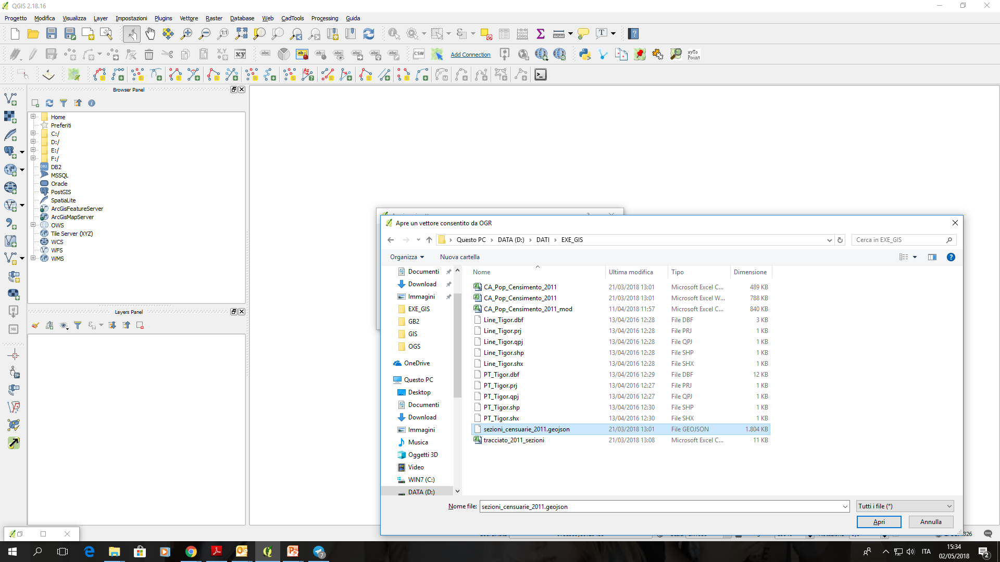 QGIS 2.18.16
Progetto Modifica Visualizza Layer Impostazioni Plugins Vettore Raster Database Web CadTools Processing Guida
CSW Add Connection xyTo Point
Browser Panel
Home
Preferiti
C:/
D:/
E:/
F:/
DB2
MSSQL
Oracle
PostGIS
SpatiaLite
ArcGisFeatureServer
ArcGisMapServer
OWS
Tile Server (XYZ)
WCS
WFS
WMS
Layers Panel
Apre un vettore consentito da OGR
Questo PC › DATA (D:) › DATI › EXE_GIS
Cerca in EXE_GIS
Organizza Nuova cartella
Documenti
Download
Immagini
EXE_GIS
GB2
GIS
OGS
OneDrive
Questo PC
Desktop
Documenti
Download
Immagini
Musica
Oggetti 3D
Video
WIN7 (C:)
DATA (D:)
Nome Ultima modifica Tipo Dimensione
CA_Pop_Censimento_2011 21/03/2018 13:01 Microsoft Excel C... 489 KB
CA_Pop_Censimento_2011 21/03/2018 13:01 Microsoft Excel W... 788 KB
CA_Pop_Censimento_2011_mod 11/04/2018 11:57 Microsoft Excel C... 840 KB
Line_Tigor.dbf 13/04/2016 12:28 File DBF 3 KB
Line_Tigor.prj 13/04/2016 12:28 File PRJ 1 KB
Line_Tigor.qpj 13/04/2016 12:28 File QPJ 1 KB
Line_Tigor.shp 13/04/2016 12:28 File SHP 1 KB
Line_Tigor.shx 13/04/2016 12:28 File SHX 1 KB
PT_Tigor.dbf 13/04/2016 12:29 File DBF 12 KB
PT_Tigor.prj 13/04/2016 12:27 File PRJ 1 KB
PT_Tigor.qpj 13/04/2016 12:27 File QPJ 1 KB
PT_Tigor.shp 13/04/2016 12:30 File SHP 1 KB
PT_Tigor.shx 13/04/2016 12:30 File SHX 1 KB
sezioni_censuarie_2011.geojson 21/03/2018 13:01 File GEOJSON 1.804 KB
tracciato_2011_sezioni 21/03/2018 13:08 Microsoft Excel C... 11 KB
Nome file: sezioni_censuarie_2011.geojson Tutti i file (*)
Apri Annulla
ITA 15:34
02/05/2018 2